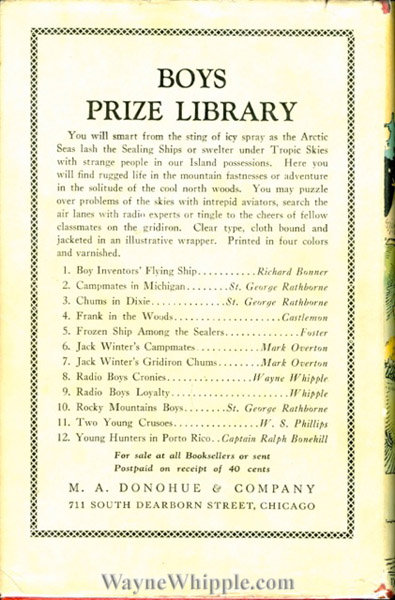 BOYS
PRIZE LIBRARY
You will smart from the sting of icy spray as the Arctic
Seas lash the Sealing Ships or swelter under Tropic Skies
with strange people in our Island possessions. Here you
will find rugged life in the mountain fastnesses or adventure
in the solitude of the cool north woods. You may puzzle
over problems of the skies with intrepid aviators, search the
air lanes with radio experts or tingle to the cheers of fellow
classmates on the gridiron. Clear type, cloth bound and
jacketed in an illustrative wrapper. Printed in four colors
and varnished.
1. Boy Inventors' Flying Ship...........Richard Bonner
2. Campmates in Michigan........St. George Rathborne
3. Chums in Dixie..............St. George Rathborne
4. Frank in the Woods.....................Castlemon
5. Frozen Ship Among the Sealers..............Foster
6. Jack Winter's Campmates.............Mark Overton
7. Jack Winter's Gridiron Chums.........Mark Overton
8. Radio Boys Cronies................Wayne Whipple
9. Radio Boys Loyalty......................Whipple
10. Rocky Mountains Boys........St. George Rathborne
11. Two Young Crusoes................W. S. Phillips
12. Young Hunters in Porto Rico..Captain Ralph Bonehill
For sale at all Booksellers or sent
Postpaid on receipt of 40 cents
M. A. DONOHUE & COMPANY
711 SOUTH DEARBORN STREET, CHICAGO
WayneWhipple.com